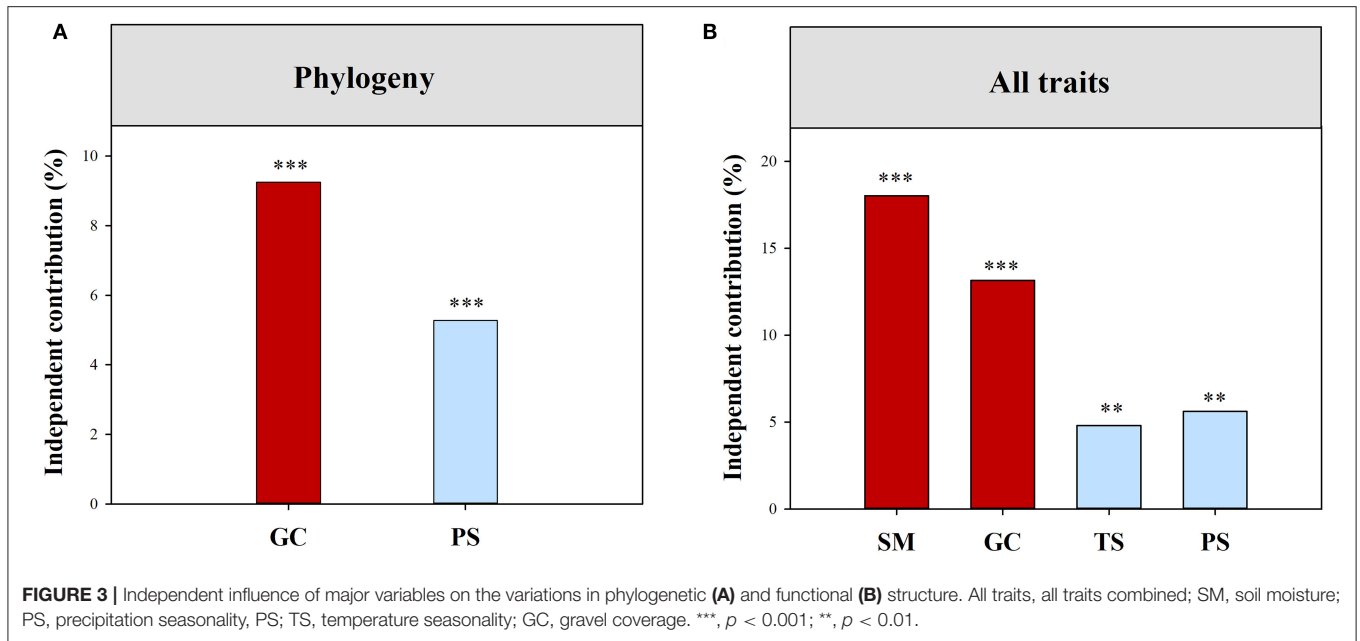 A
Phylogeny
Independent contribution (%)
10
8
6
4
2
0
***
***
GC
PS
B
All traits
Independent contribution (%)
20
15
10
5
0
***
***
**
**
SM
GC
TS
PS
FIGURE 3 | Independent influence of major variables on the variations in phylogenetic (A) and functional (B) structure. All traits, all traits combined; SM, soil moisture;
PS, precipitation seasonality, PS; TS, temperature seasonality; GC, gravel coverage. ***, p < 0.001; **, p < 0.01.